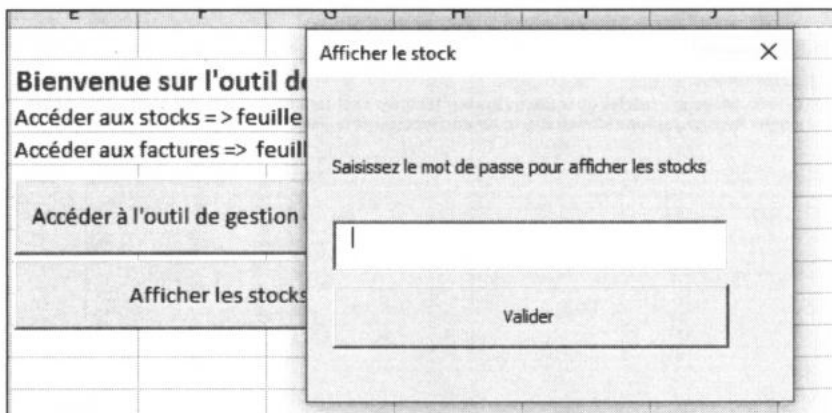 E F G H I J
Afficher le stock
Bienvenue sur l'outil d
Accéder aux stocks => feuille
Accéder aux factures => feuill
Saisissez le mot de passe pour afficher les stocks
Accéder à l'outil de gestion
Afficher les stocks
Valider